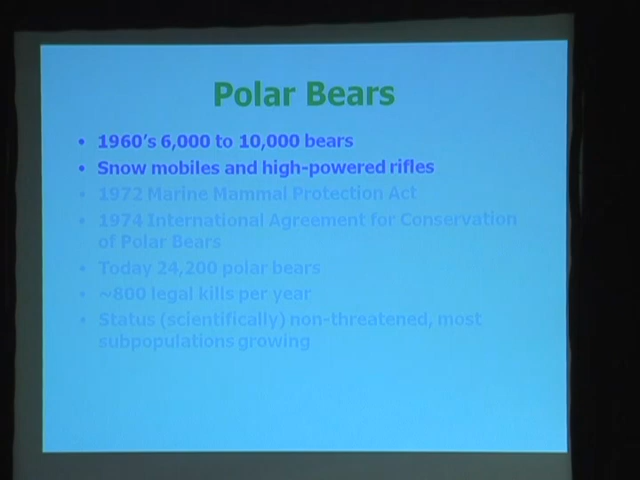 Polar Bears
• 1960's 6,000 to 10,000 bears
• Snow mobiles and high-powered rifles
• 1972 Marine Mammal Protection Act
• 1974 International Agreement for Conservation
of Polar Bears
• Today 24,200 polar bears
• ~800 legal kills per year
• Status (scientifically) non-threatened, most
subpopulations growing